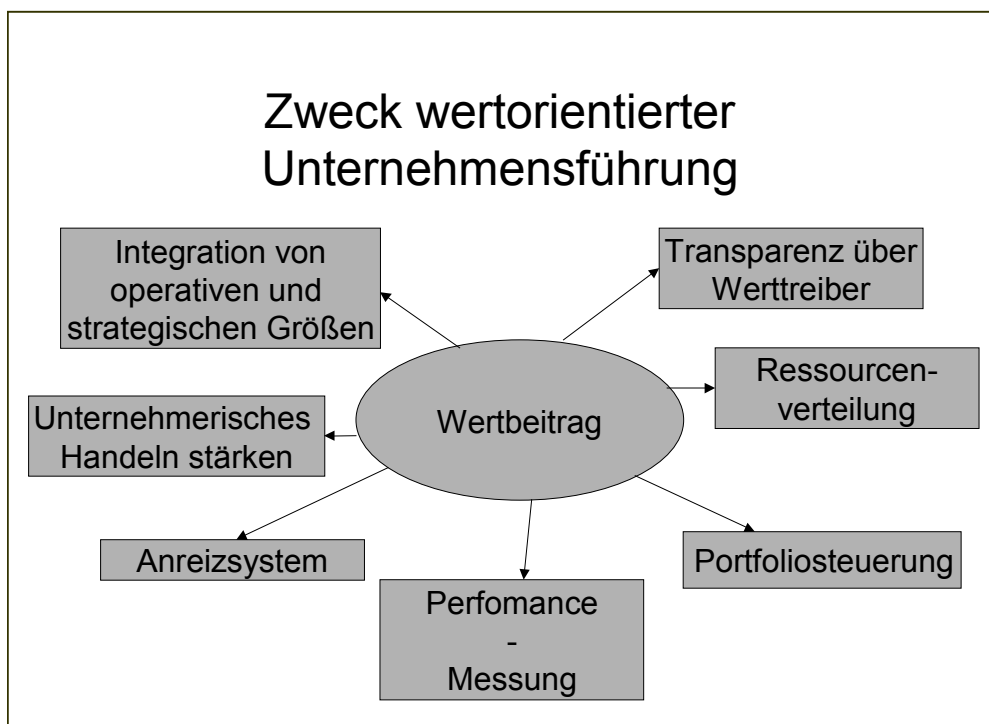 Zweck wertorientierter
Unternehmensführung
Integration von
operativen und
strategischen Größen
Transparenz über
Werttreiber
Ressourcen-
verteilung
Unternehmerisches
Handeln stärken
Wertbeitrag
Anreizsystem
Portfoliosteuerung
Perfomance
-
Messung